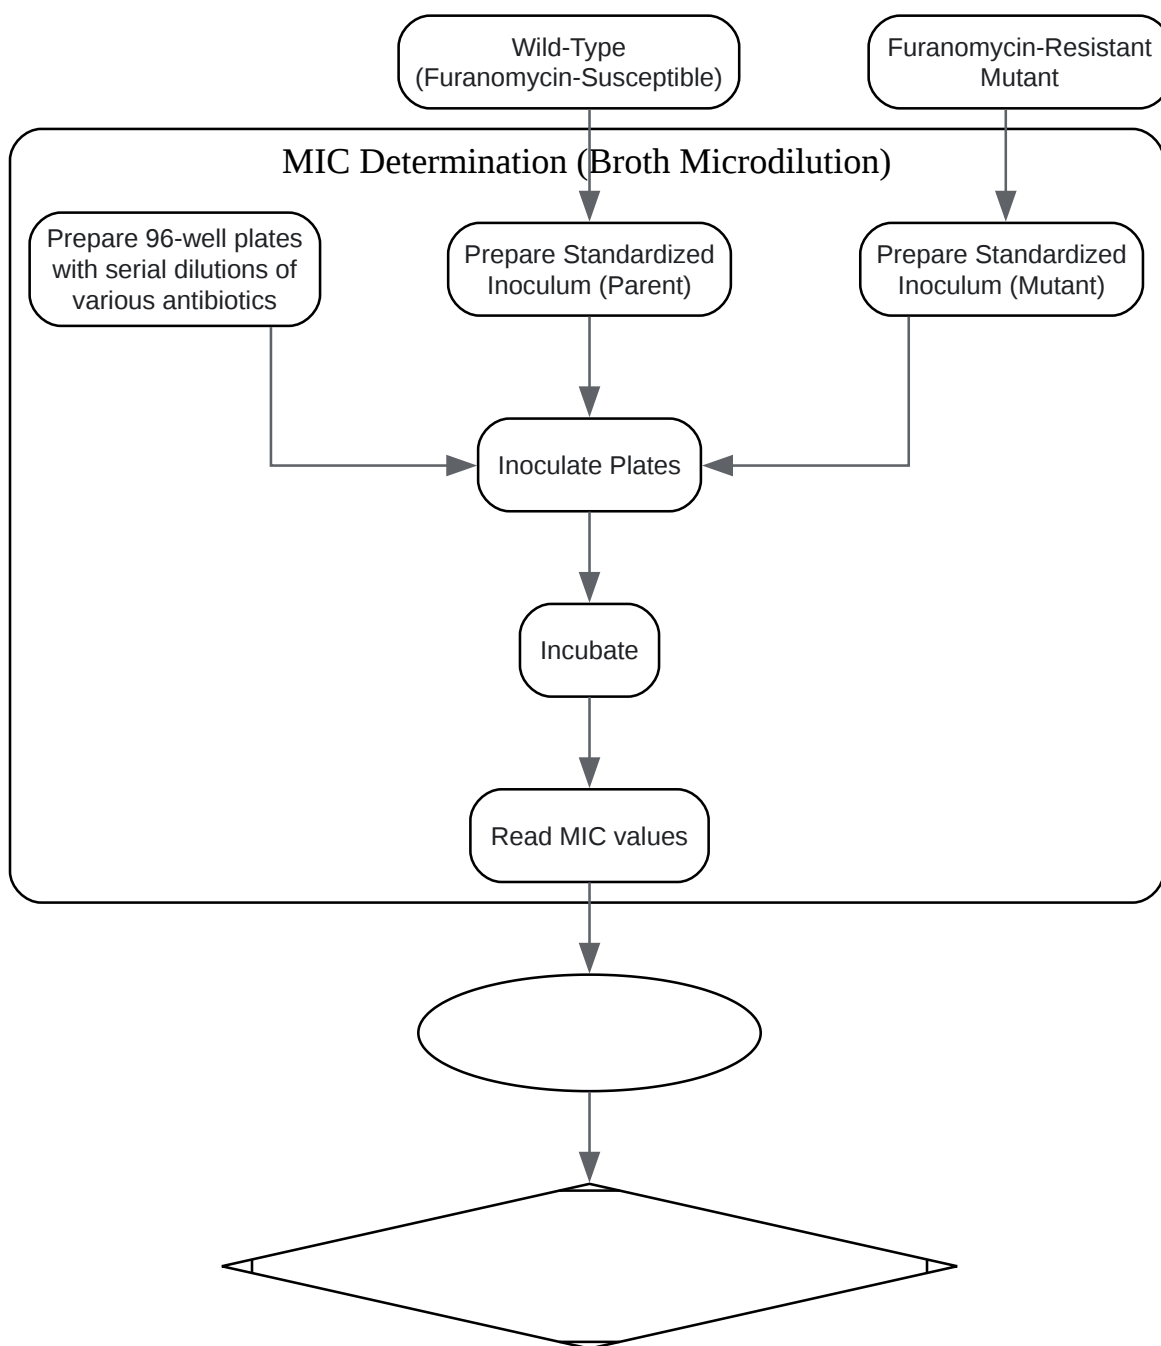 Wild-Type
(Furanomycin-Susceptible)
Furanomycin-Resistant
Mutant
MIC Determination (Broth Microdilution)
Prepare 96-well plates
with serial dilutions of
various antibiotics
Prepare Standardized
Inoculum (Parent)
Prepare Standardized
Inoculum (Mutant)
Inoculate Plates
Incubate
Read MIC values